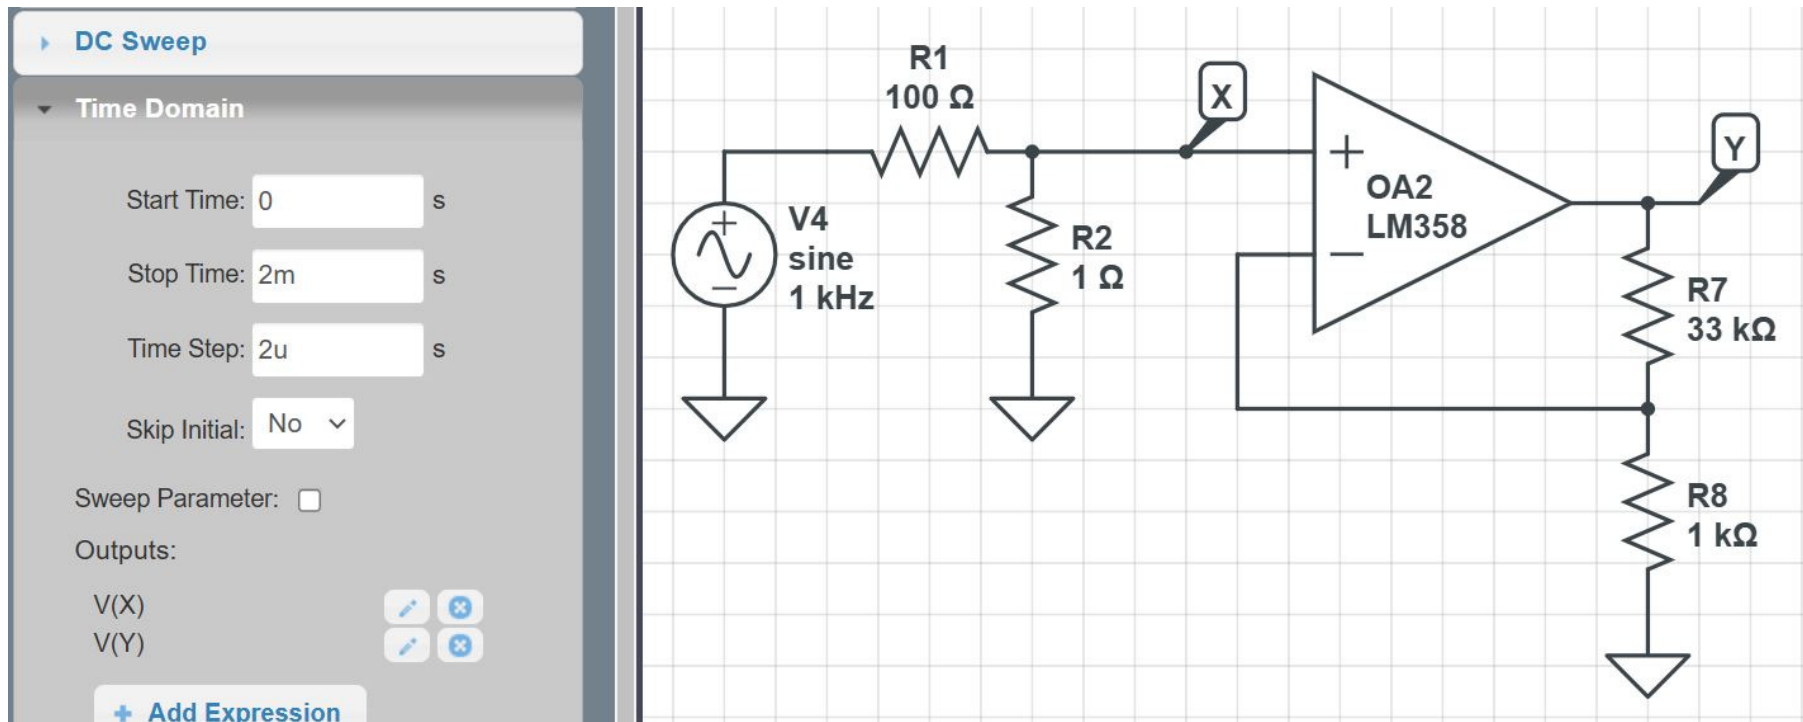 DC Sweep
Time Domain
Start Time: 0 s
Stop Time: 2m s
Time Step: 2u s
Skip Initial: No
Sweep Parameter:
Outputs:
V(X)
V(Y)
+ Add Expression
R1
100 Ω
X
Y
+
OA2
LM358
−
+
−
V4
sine
1 kHz
R2
1 Ω
R7
33 kΩ
R8
1 kΩ